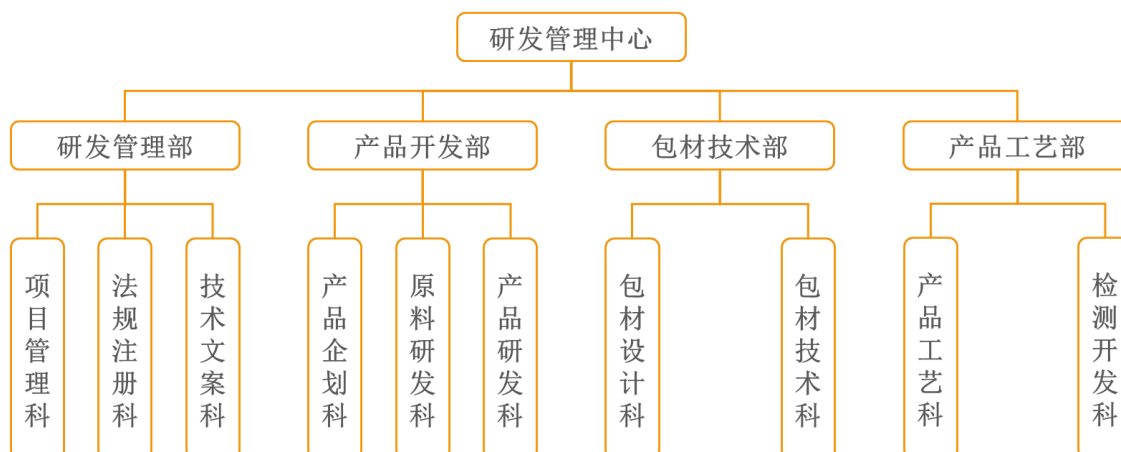 研发管理中心
研发管理部
产品开发部
包材技术部
产品工艺部
项目管理科
法规注册科
技术文案科
产品企划科
原料研发科
产品研发科
包材设计科
包材技术科
产品工艺科
检测开发科